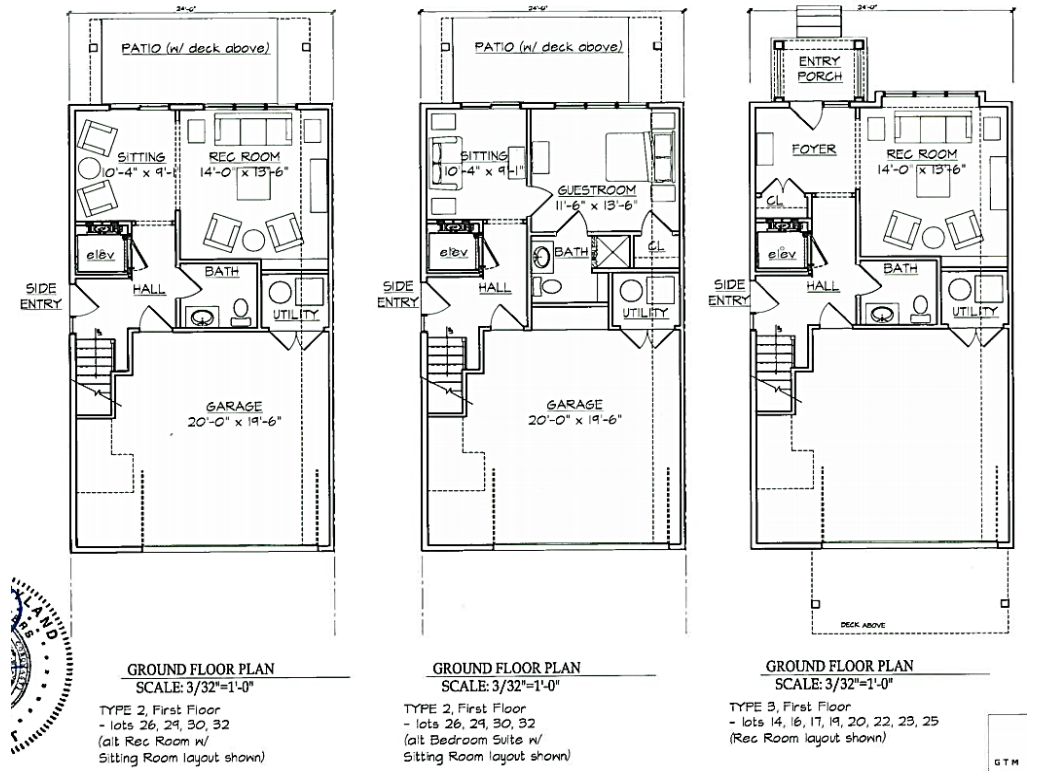 24'-0"
PATIO (w/ deck above)
SITTING
10'-4" x 9'-1
REC ROOM
14'-0" x 13'-6"
elev
SIDE
ENTRY
HALL
BATH
UTILITY
GARAGE
20'-0" x 19'-6"
GROUND FLOOR PLAN
SCALE: 3/32"=1'-0"
TYPE 2, First Floor
- lots 26, 29, 30, 32
(alt Rec Room w/
Sitting Room layout shown)
24'-0"
PATIO (w/ deck above)
SITTING
10'-4" x 9'-1"
GUESTROOM
11'-6" x 13'-6"
elev
BATH
CL
SIDE
ENTRY
HALL
UTILITY
GARAGE
20'-0" x 19'-6"
GROUND FLOOR PLAN
SCALE: 3/32"=1'-0"
TYPE 2, First Floor
- lots 26, 29, 30, 32
(alt Bedroom Suite w/
Sitting Room layout shown)
24'-0"
ENTRY
PORCH
FOYER
REC ROOM
14'-0" x 13'-6"
CL
elev
SIDE
ENTRY
HALL
BATH
UTILITY
DECK ABOVE
GROUND FLOOR PLAN
SCALE: 3/32"=1'-0"
TYPE 3, First Floor
- lots 14, 16, 17, 19, 20, 22, 23, 25
(Rec Room layout shown)
GTM
LAND